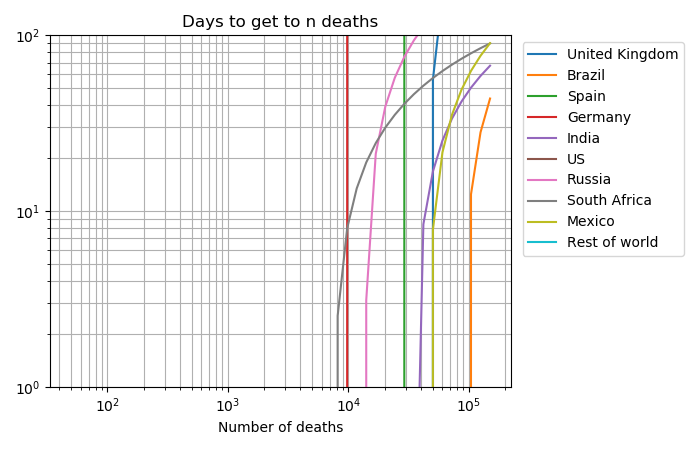 Days to get to n deaths
10²
10¹
10⁰
10²
10³
10⁴
10⁵
Number of deaths
United Kingdom
Brazil
Spain
Germany
India
US
Russia
South Africa
Mexico
Rest of world